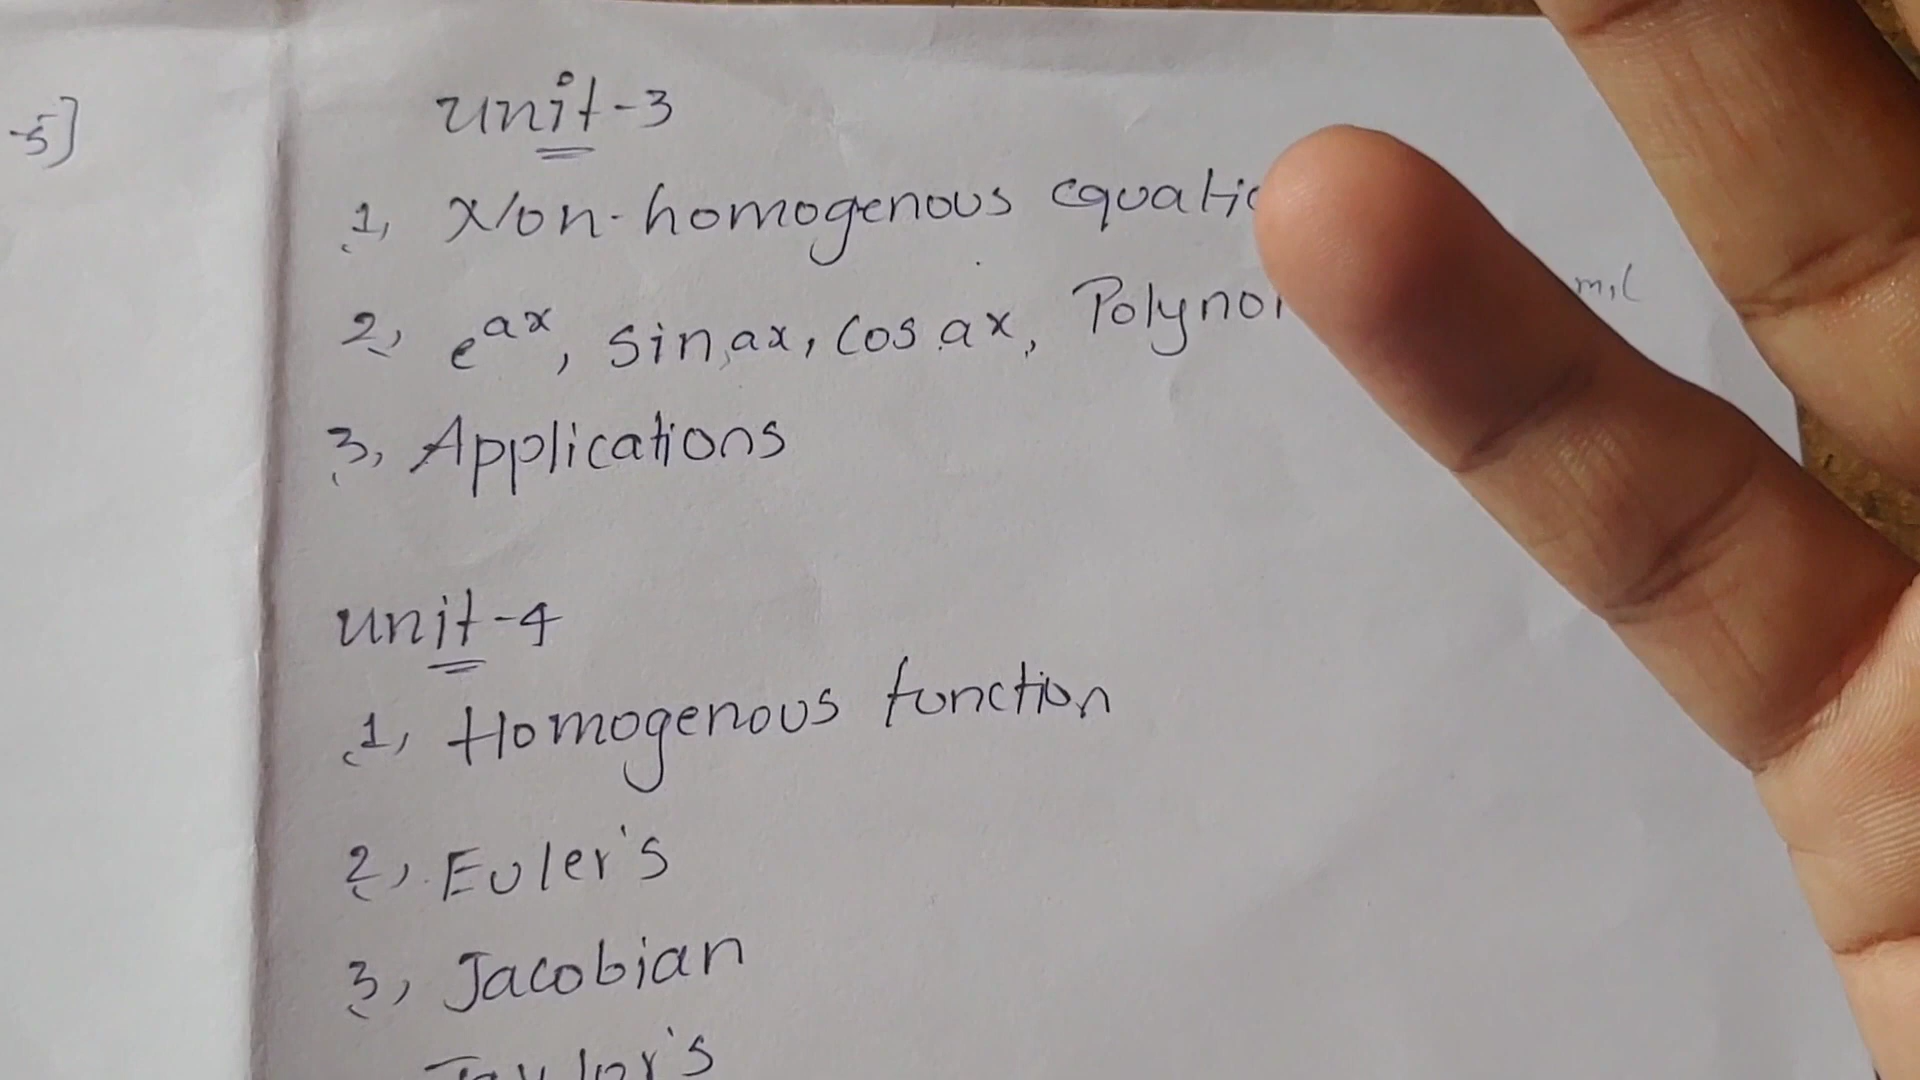 -5]
Unit-3
1, Non-homogenous equatio
2, e^ax, sin ax, cos ax, Polyno
3, Applications
Unit-4
1, Homogenous function
2, Euler's
3, Jacobian
Taylor's